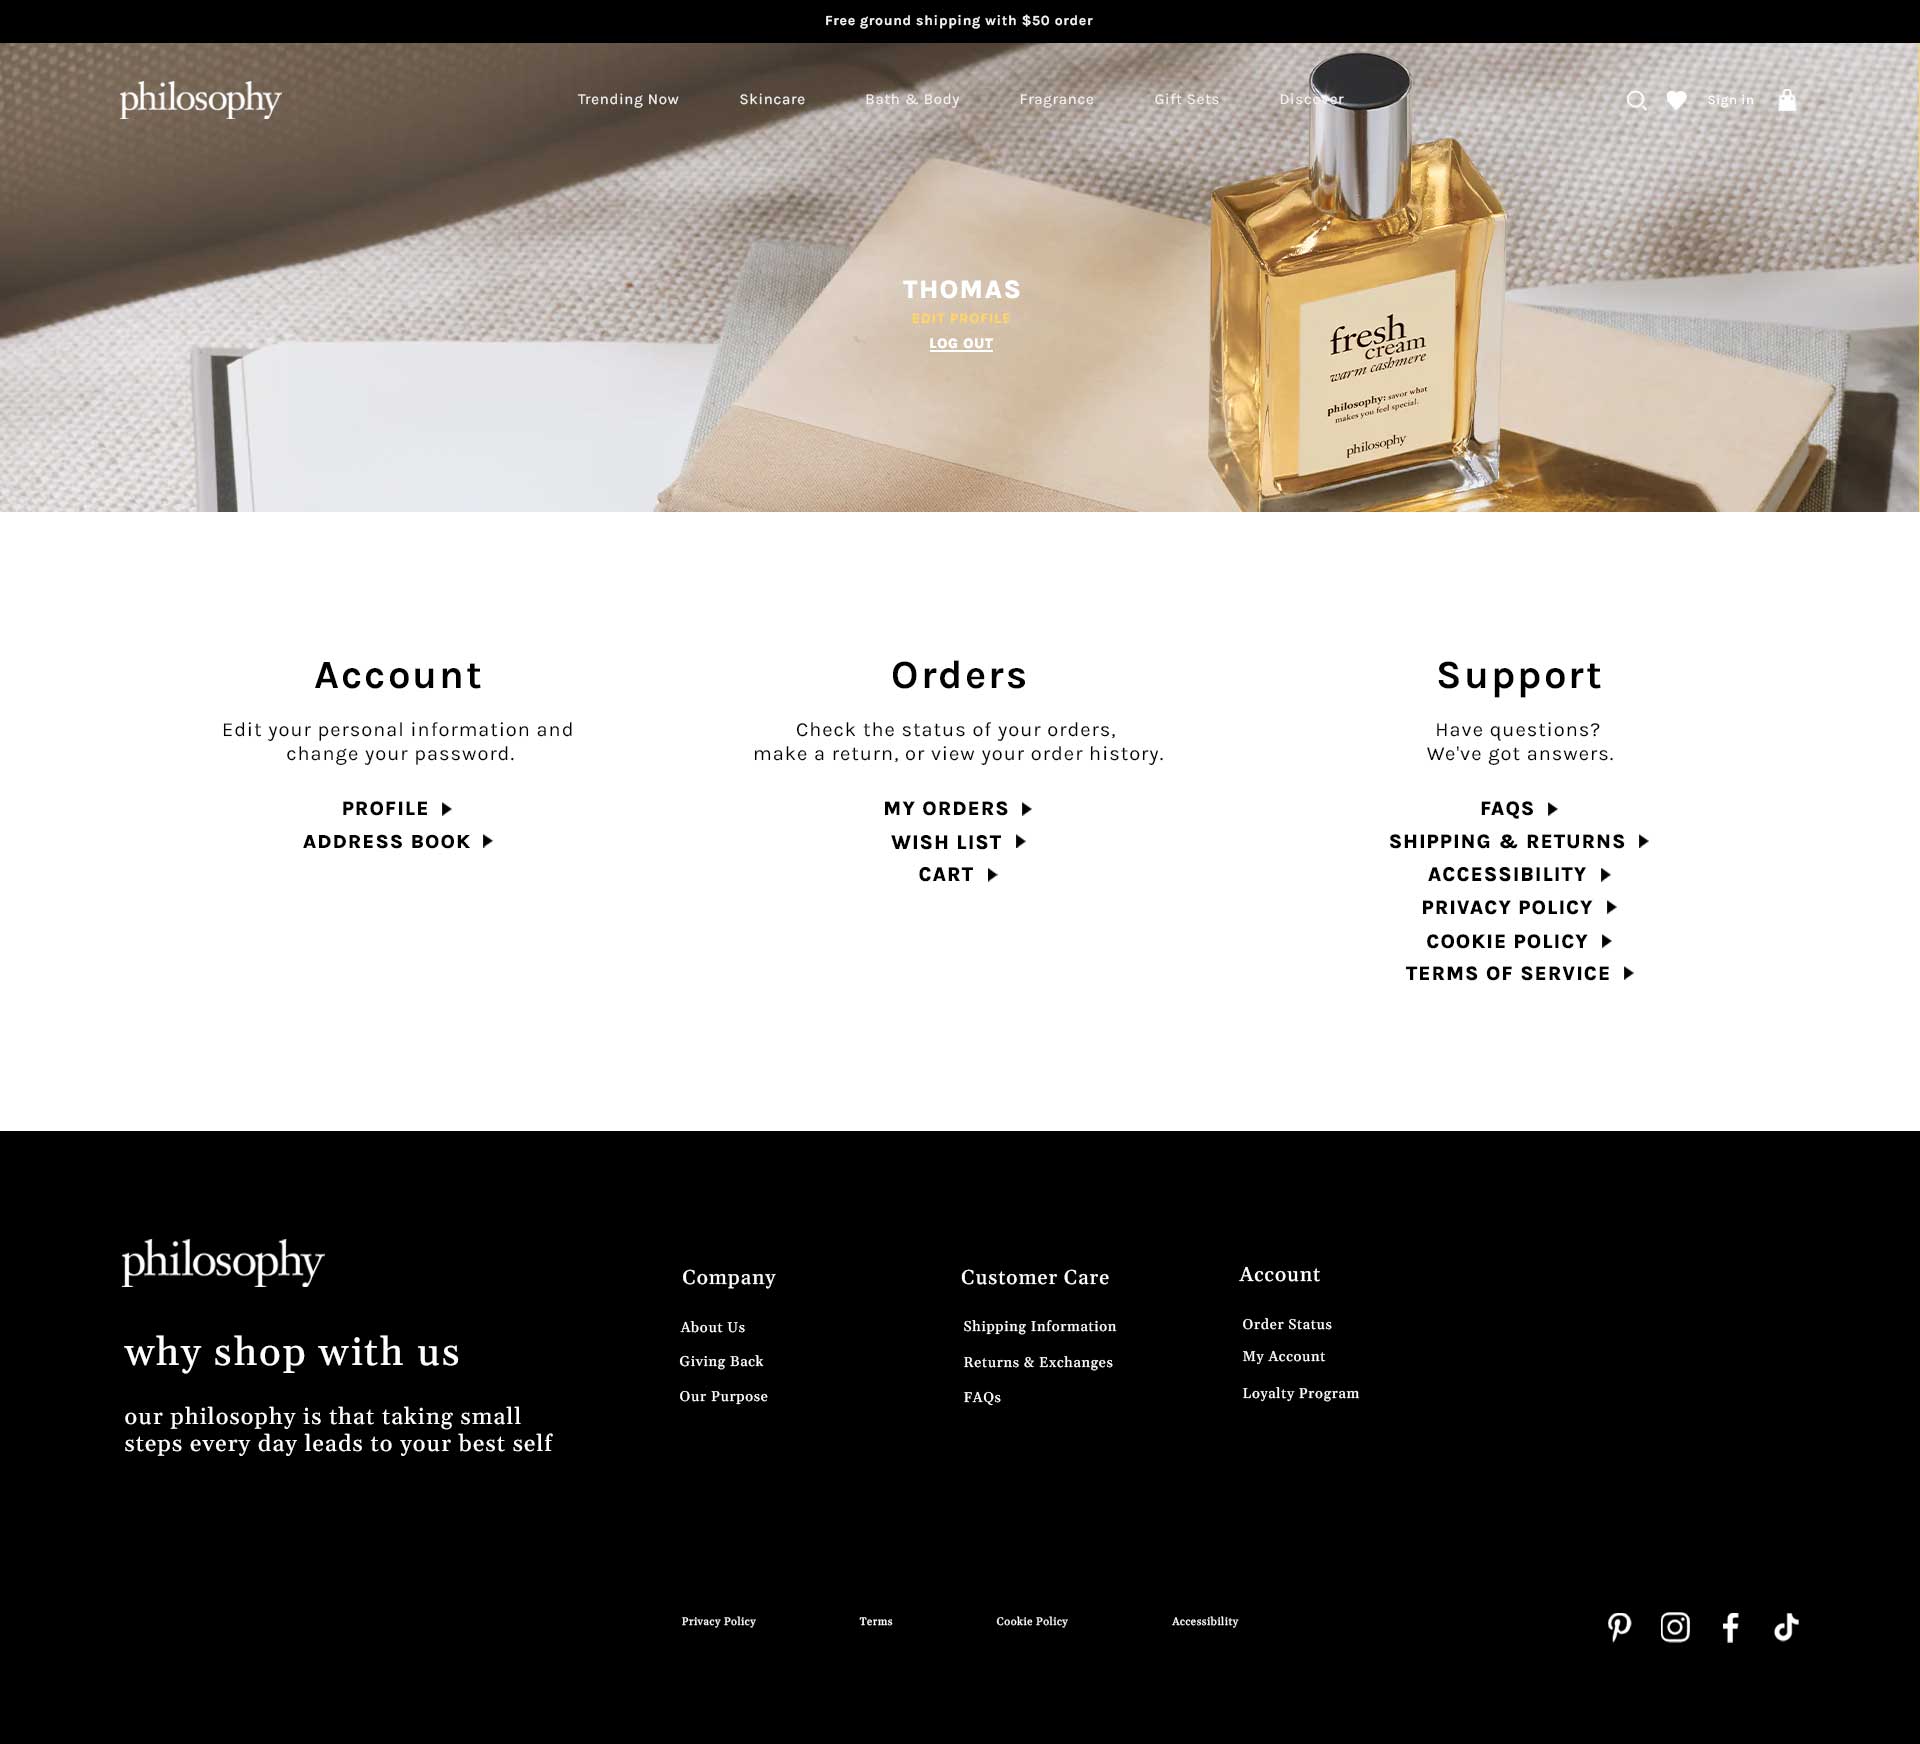 Free ground shipping with $50 order
philosophy
Trending Now
Skincare
Bath & Body
Fragrance
Gift Sets
Discover
Sign in
THOMAS
EDIT PROFILE
LOG OUT
fresh
cream
warm cashmere
philosophy: savor what
makes you feel special.
philosophy
Account
Edit your personal information and
change your password.
PROFILE
ADDRESS BOOK
Orders
Check the status of your orders,
make a return, or view your order history.
MY ORDERS
WISH LIST
CART
Support
Have questions?
We've got answers.
FAQS
SHIPPING & RETURNS
ACCESSIBILITY
PRIVACY POLICY
COOKIE POLICY
TERMS OF SERVICE
philosophy
why shop with us
our philosophy is that taking small
steps every day leads to your best self
Company
About Us
Giving Back
Our Purpose
Customer Care
Shipping Information
Returns & Exchanges
FAQs
Account
Order Status
My Account
Loyalty Program
Privacy Policy
Terms
Cookie Policy
Accessibility